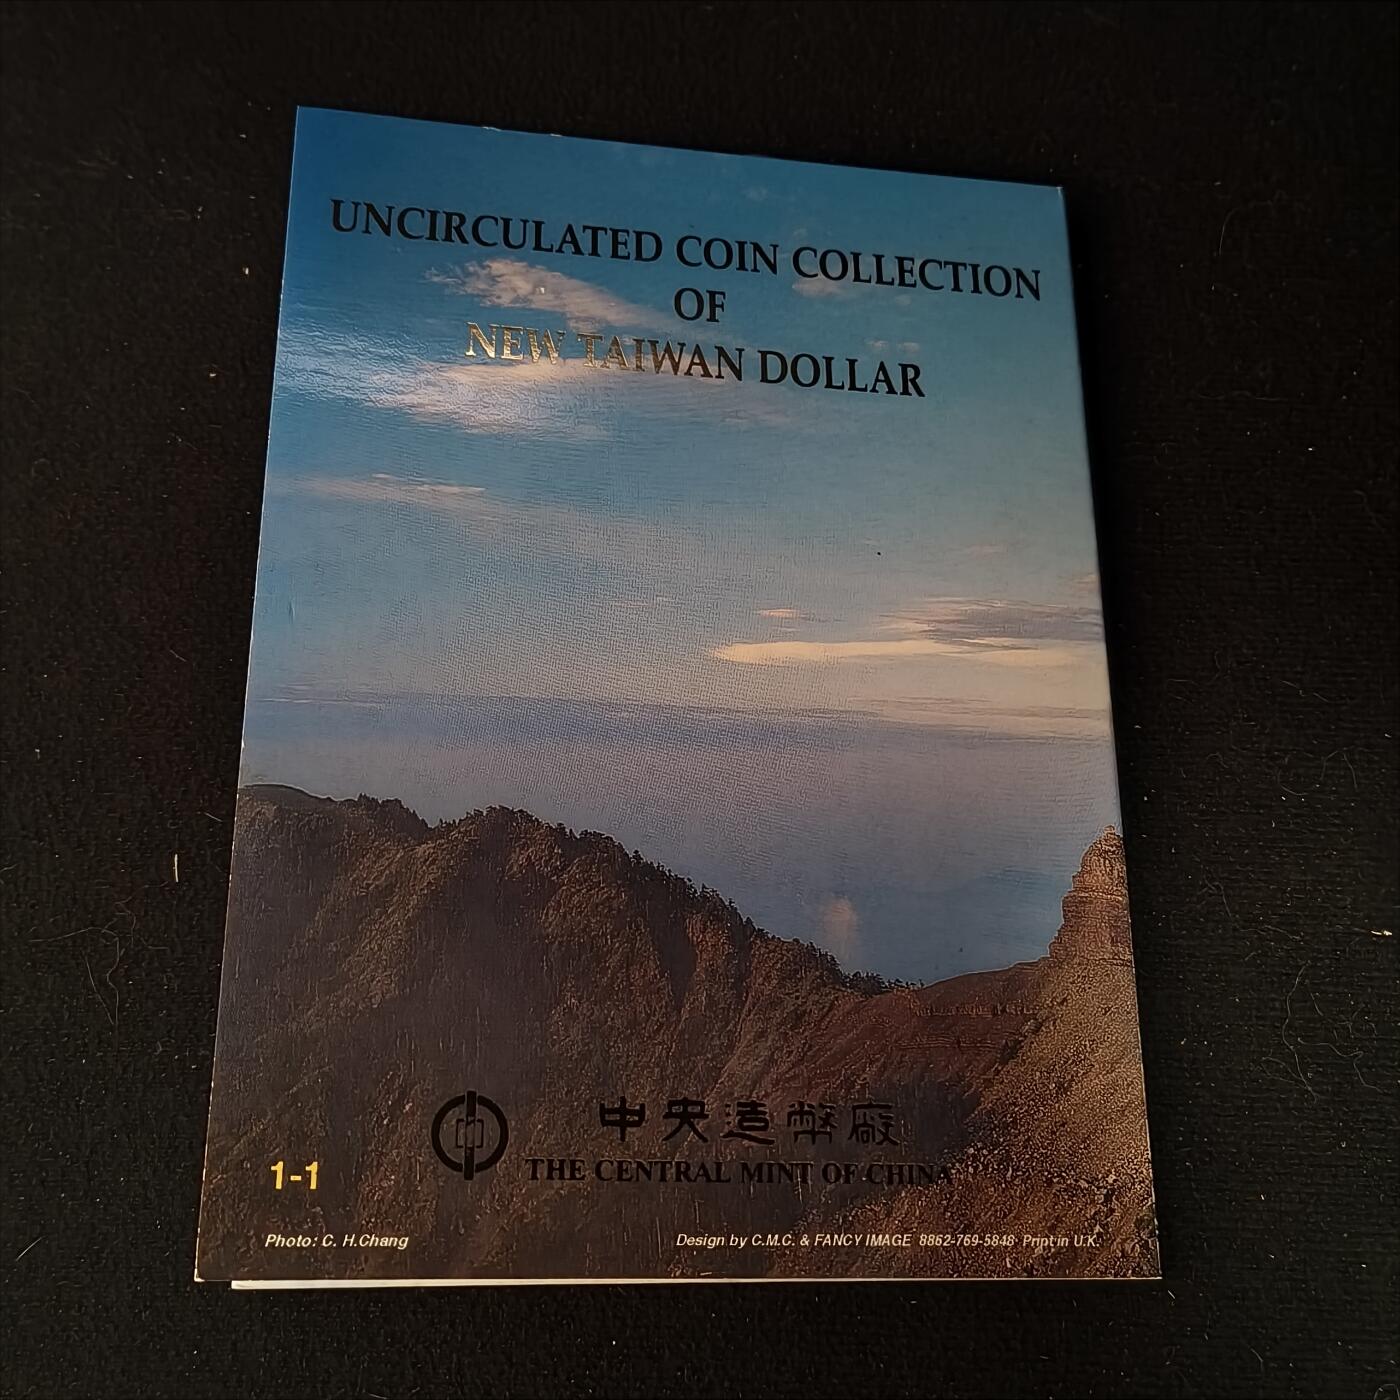 UNCIRCULATED COIN COLLECTION
OF
NEW TAIWAN DOLLAR
中央造幣廠
THE CENTRAL MINT OF CHINA
1-1
Photo: C. H.Chang
Design by C.M.C. & FANCY IMAGE 8862-769-5848 Print in U.K.